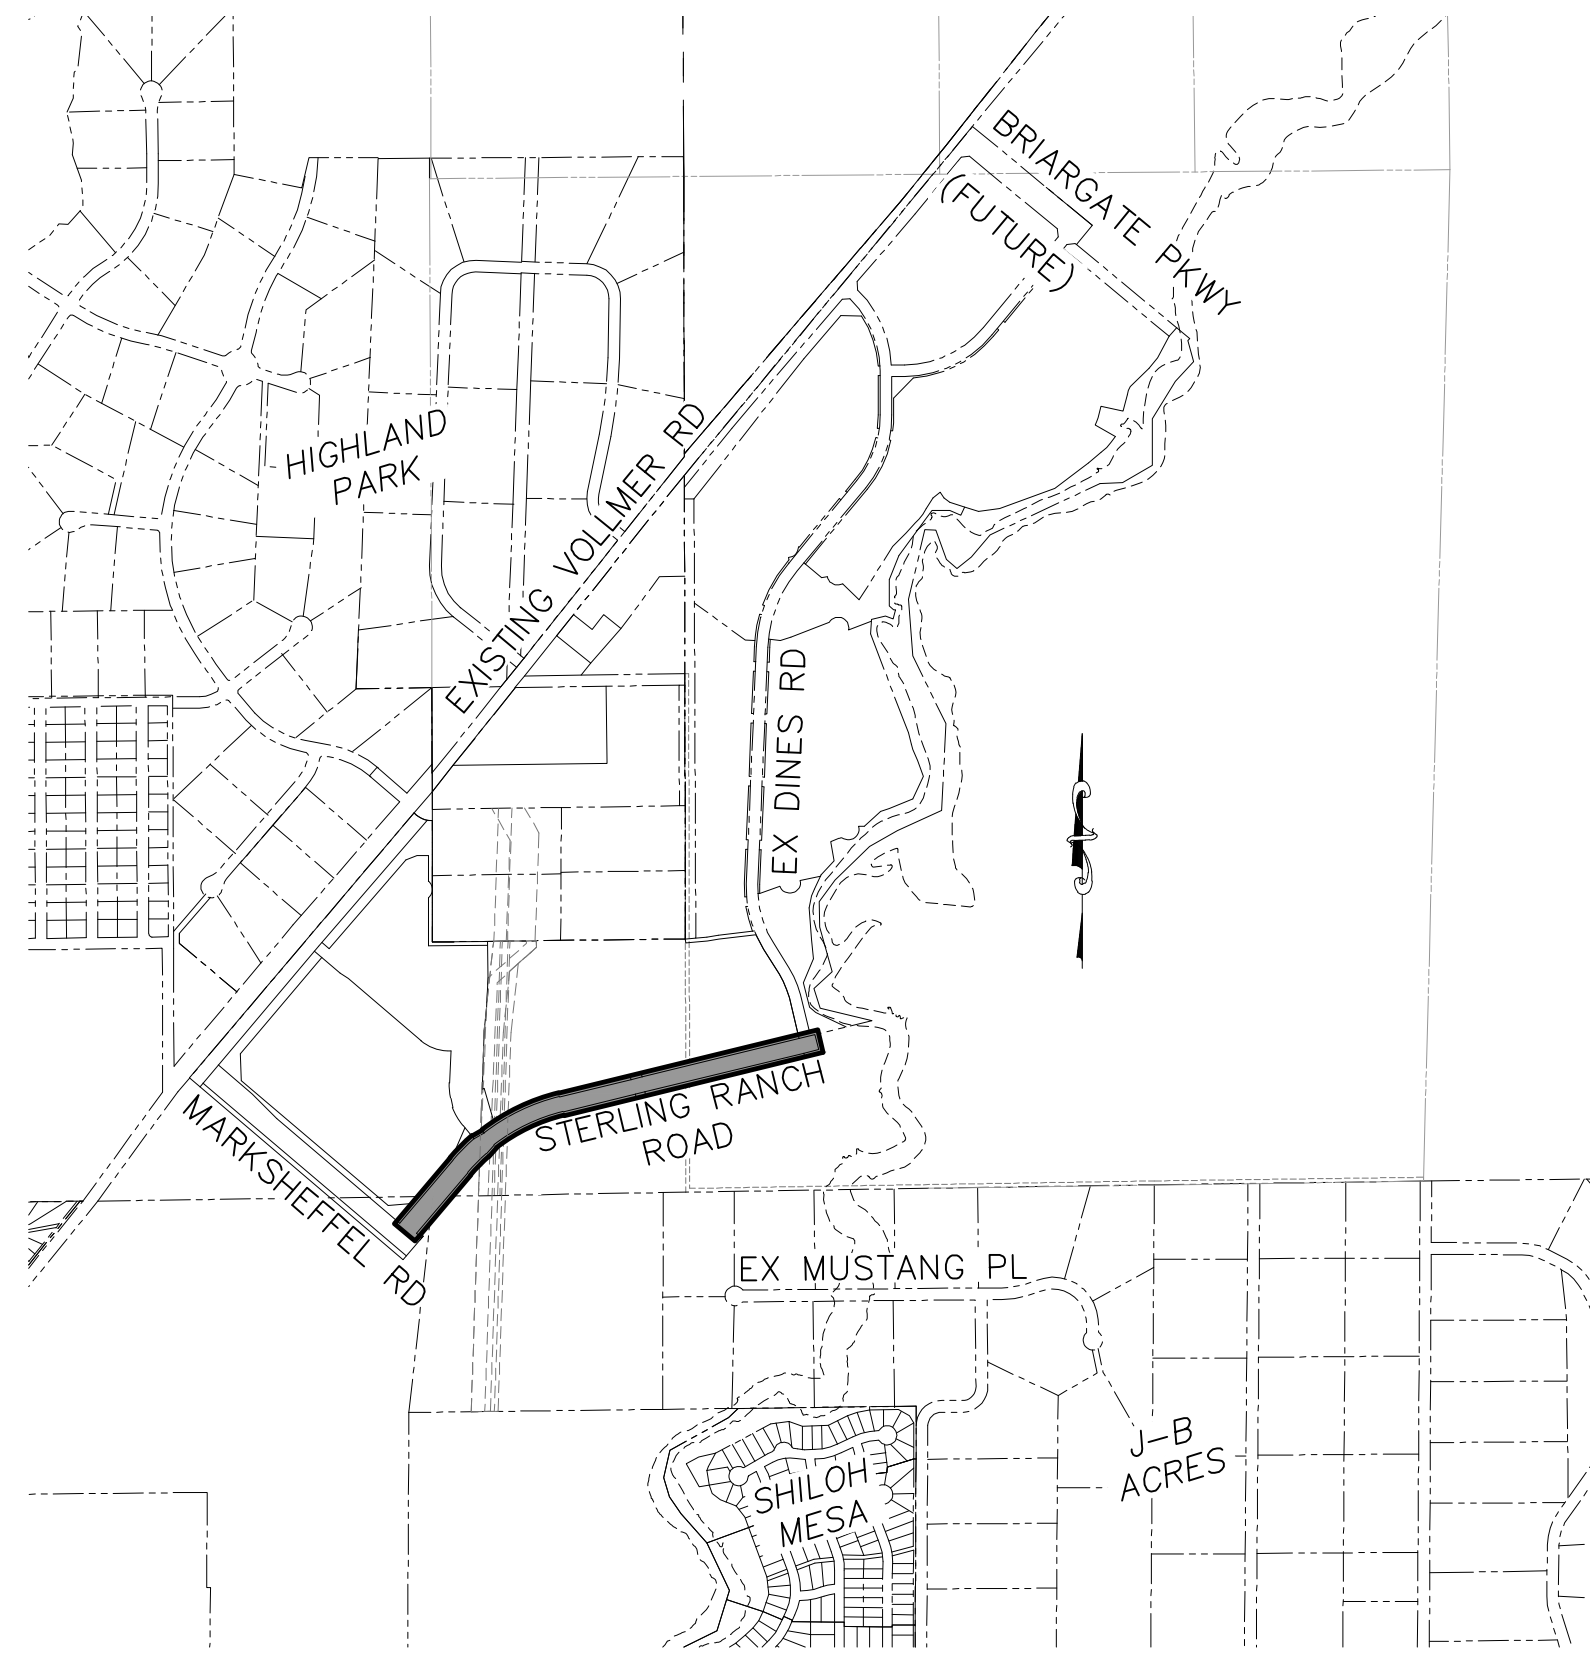 BRIARGATE PKWY
(FUTURE)
HIGHLAND
PARK
EXISTING VOLLMER RD
EX DINES RD
STERLING RANCH
ROAD
MARKSHEFFEL RD
EX MUSTANG PL
J-B
ACRES
SHILOH
MESA